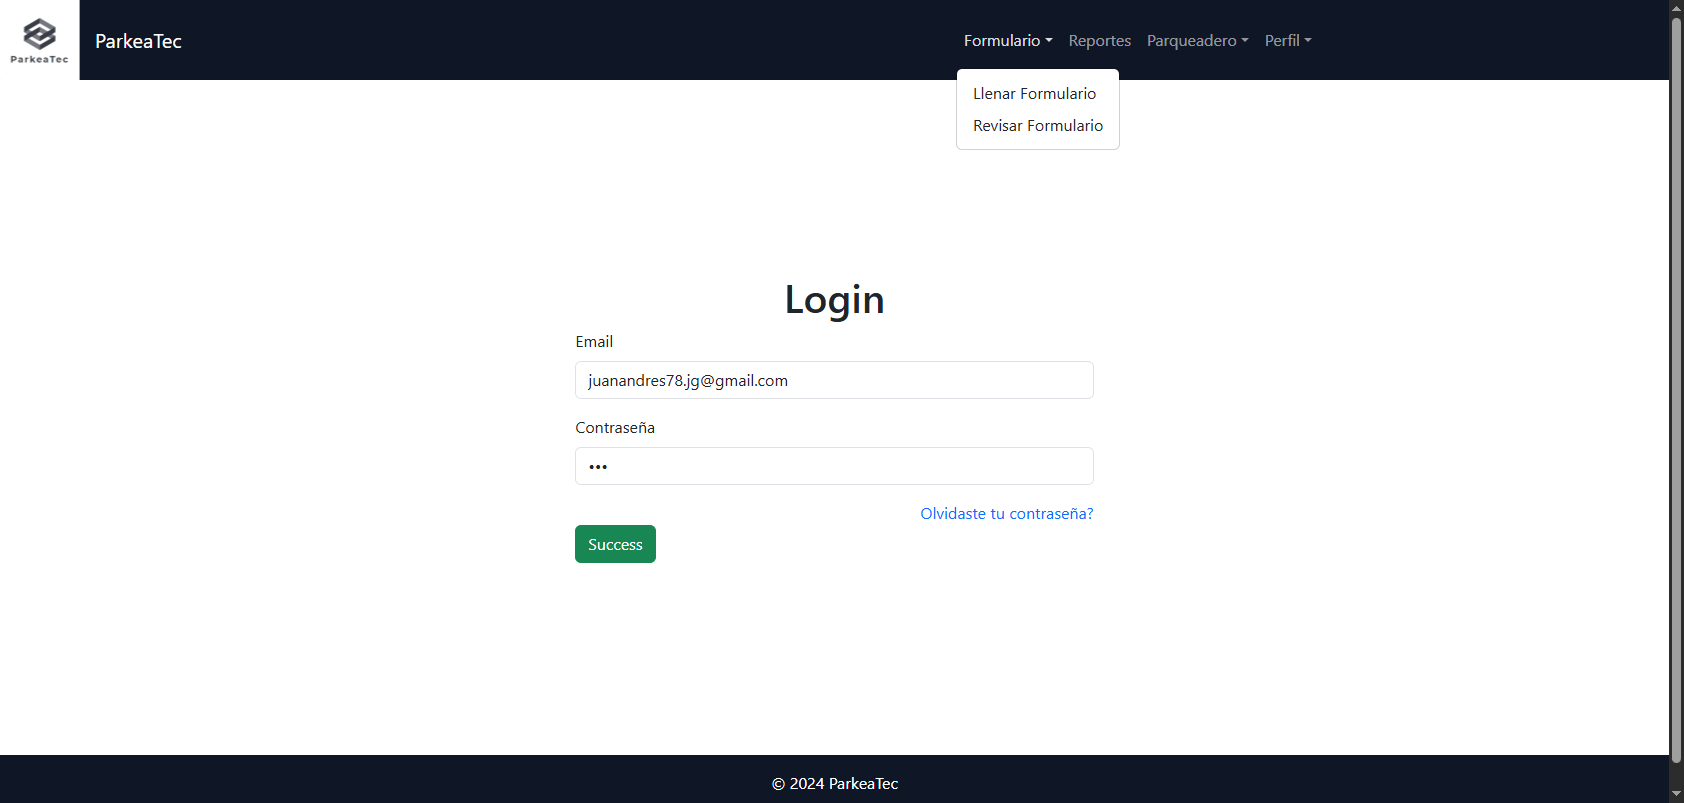 ParkeaTec
ParkeaTec
Formulario Reportes Parqueadero Perfil
Llenar Formulario
Revisar Formulario
Login
Email
juanandres78.jg@gmail.com
Contraseña
•••
Olvidaste tu contraseña?
Success
© 2024 ParkeaTec